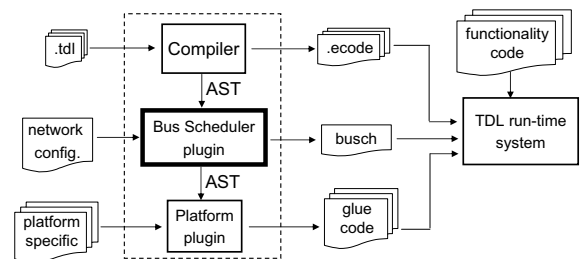 .tdl
Compiler
.ecode
functionality
code
AST
network
config.
Bus Scheduler
plugin
busch
TDL run-time
system
AST
platform
specific
Platform
plugin
glue
code